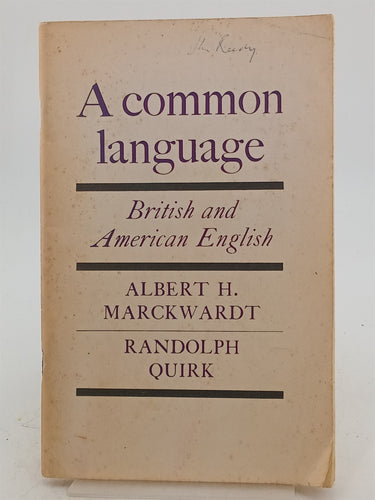 A common
language
British and
American English
ALBERT H.
MARCKWARDT
RANDOLPH
QUIRK